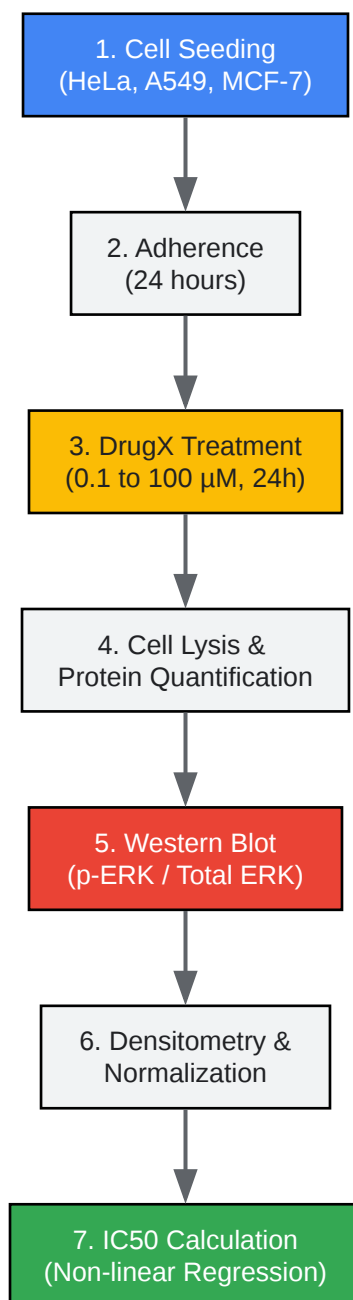 1. Cell Seeding
(HeLa, A549, MCF-7)
2. Adherence
(24 hours)
3. DrugX Treatment
(0.1 to 100 µM, 24h)
4. Cell Lysis &
Protein Quantification
5. Western Blot
(p-ERK / Total ERK)
6. Densitometry &
Normalization
7. IC50 Calculation
(Non-linear Regression)